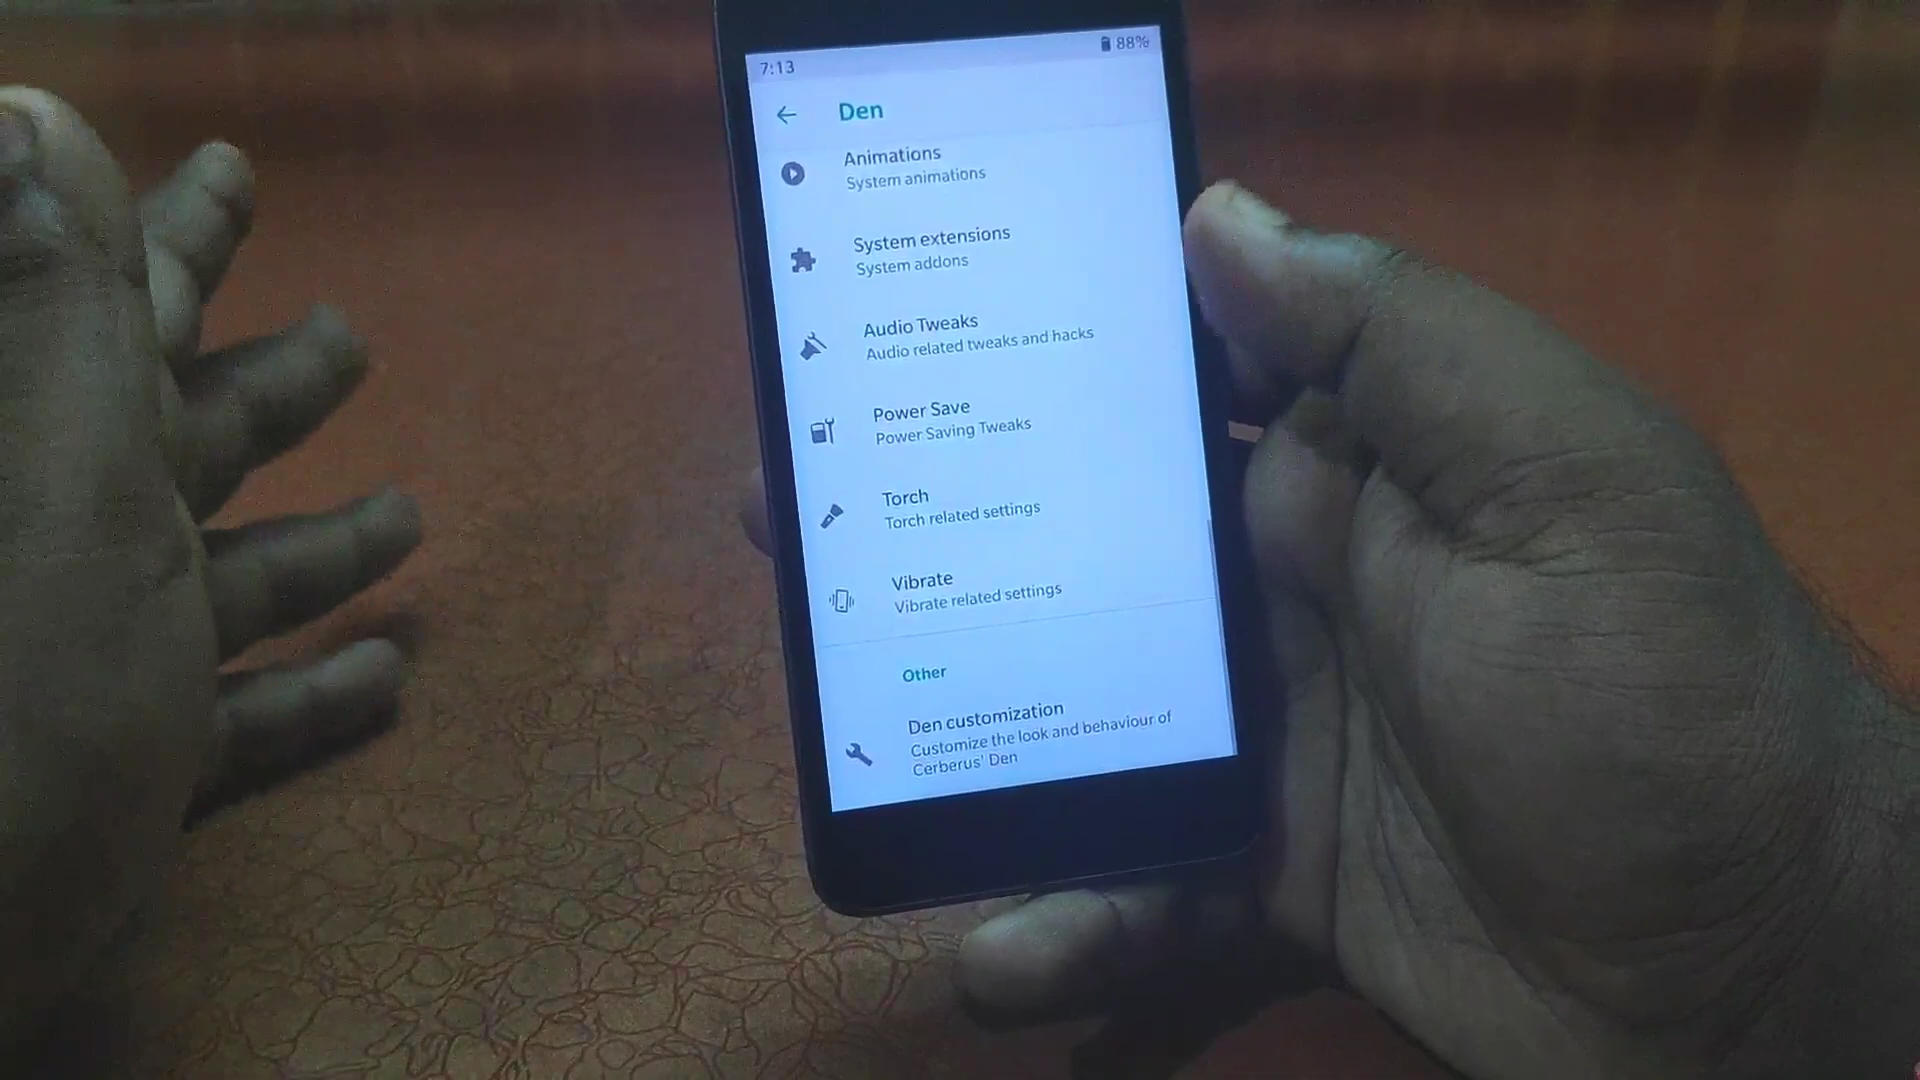 7:13
88%
Den
Animations
System animations
System extensions
System addons
Audio Tweaks
Audio related tweaks and hacks
Power Save
Power Saving Tweaks
Torch
Torch related settings
Vibrate
Vibrate related settings
Other
Den customization
Customize the look and behaviour of
Cerberus' Den